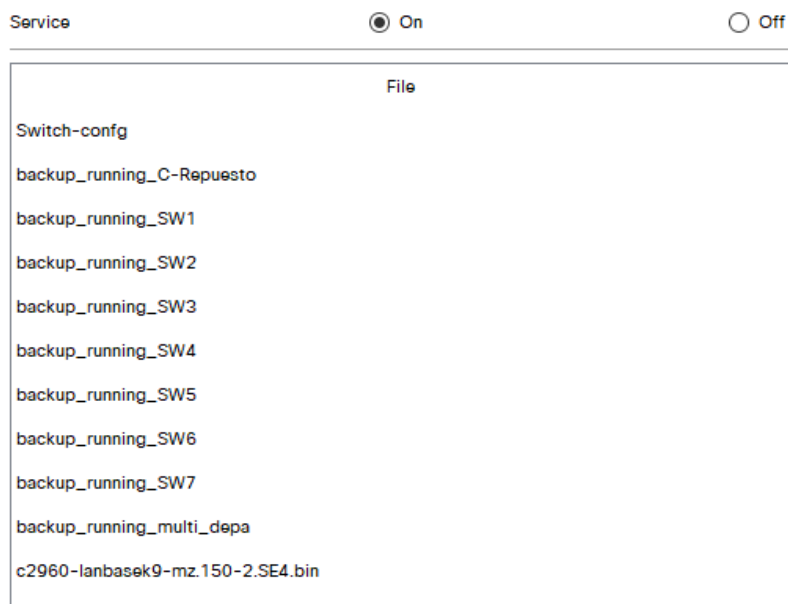 Service On Off
File
Switch-confg
backup_running_C-Repuesto
backup_running_SW1
backup_running_SW2
backup_running_SW3
backup_running_SW4
backup_running_SW5
backup_running_SW6
backup_running_SW7
backup_running_multi_depa
c2960-lanbasek9-mz.150-2.SE4.bin